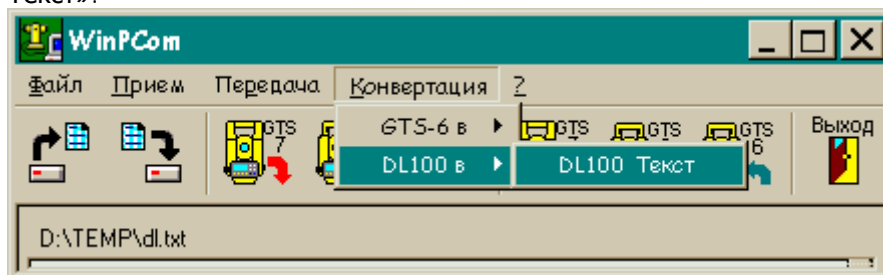 Текст».
WinPCom
Файл Прием Передача Конвертация ?
GTS-6 в
DL100 в DL100 Текст
GTS 7 GTS GTS GTS 6 Выход
D:\TEMP\dl.txt